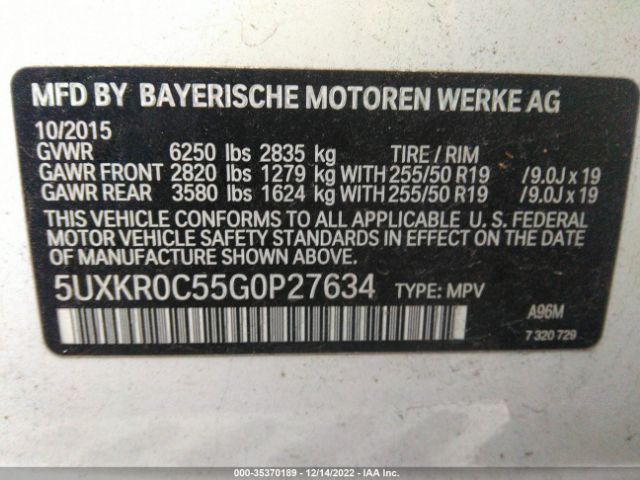 MFD BY BAYERISCHE MOTOREN WERKE AG
10/2015
GVWR 6250 lbs 2835 kg TIRE / RIM
GAWR FRONT 2820 lbs 1279 kg WITH 255/50 R19 /9.0J x 19
GAWR REAR 3580 lbs 1624 kg WITH 255/50 R19 /9.0J x 19
THIS VEHICLE CONFORMS TO ALL APPLICABLE U. S. FEDERAL
MOTOR VEHICLE SAFETY STANDARDS IN EFFECT ON THE
DATE OF MANUFACTURE SHOWN ABOVE.
5UXKR0C55G0P27634 TYPE: MPV
A96M
7 320 729
000-35370189 - 12/14/2022 - IAA Inc.